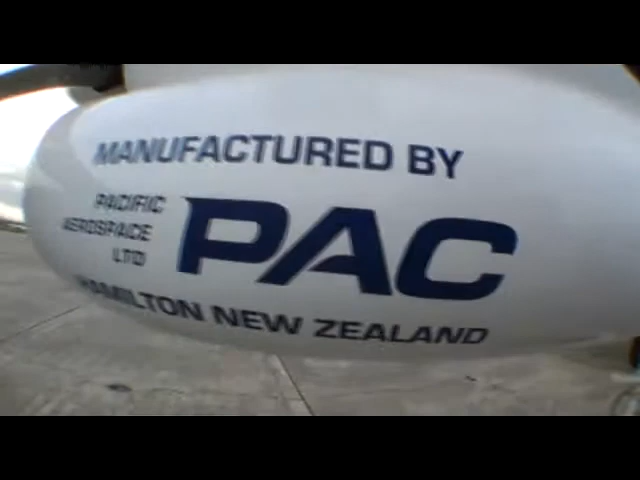 MANUFACTURED BY
PACIFIC
AEROSPACE
LTD
PAC
HAMILTON NEW ZEALAND